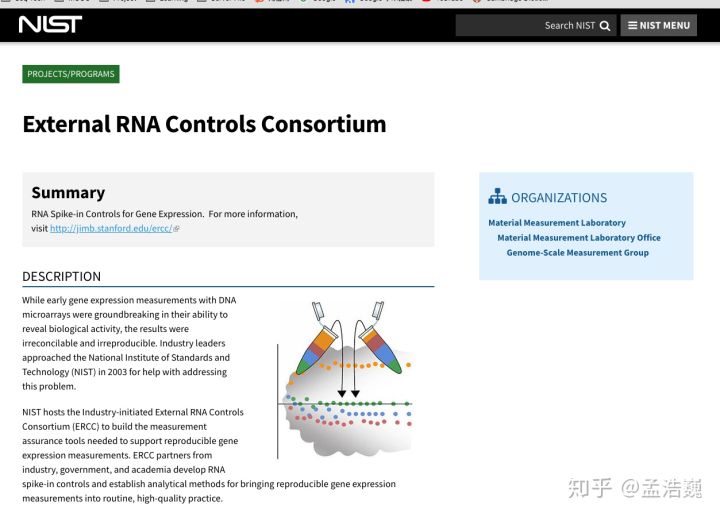 NIST
Search NIST
NIST MENU
PROJECTS/PROGRAMS
External RNA Controls Consortium
Summary
RNA Spike-in Controls for Gene Expression. For more information,
visit http://jimb.stanford.edu/ercc/
ORGANIZATIONS
Material Measurement Laboratory
Material Measurement Laboratory Office
Genome-Scale Measurement Group
DESCRIPTION
While early gene expression measurements with DNA
microarrays were groundbreaking in their ability to
reveal biological activity, the results were
irreconcilable and irreproducible. Industry leaders
approached the National Institute of Standards and
Technology (NIST) in 2003 for help with addressing
this problem.
NIST hosts the Industry-initiated External RNA Controls
Consortium (ERCC) to build the measurement
assurance tools needed to support reproducible gene
expression measurements. ERCC partners from
industry, government, and academia develop RNA
spike-in controls and establish analytical methods for bringing reproducible gene expression
measurements into routine, high-quality practice.
知乎 @孟浩巍